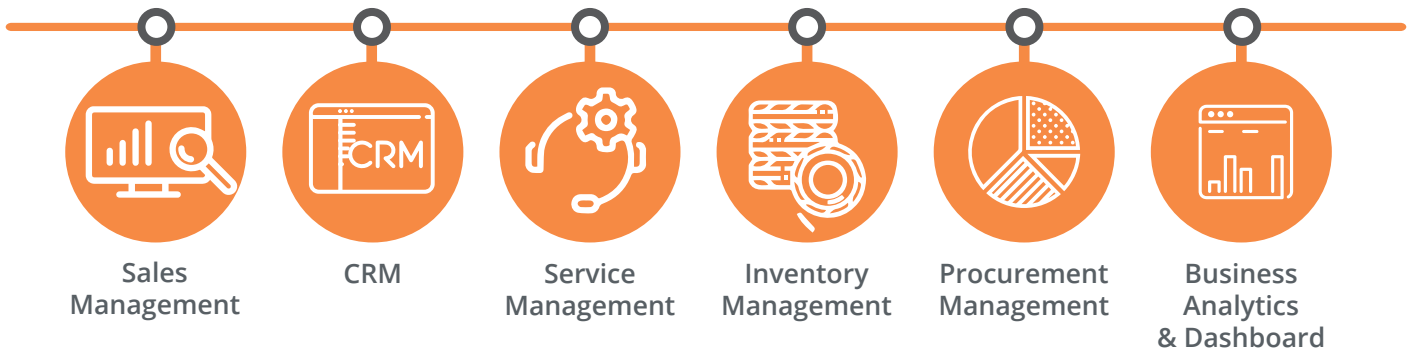 CRM
Sales
Management
CRM
Service
Management
Inventory
Management
Procurement
Management
Business
Analytics
& Dashboard